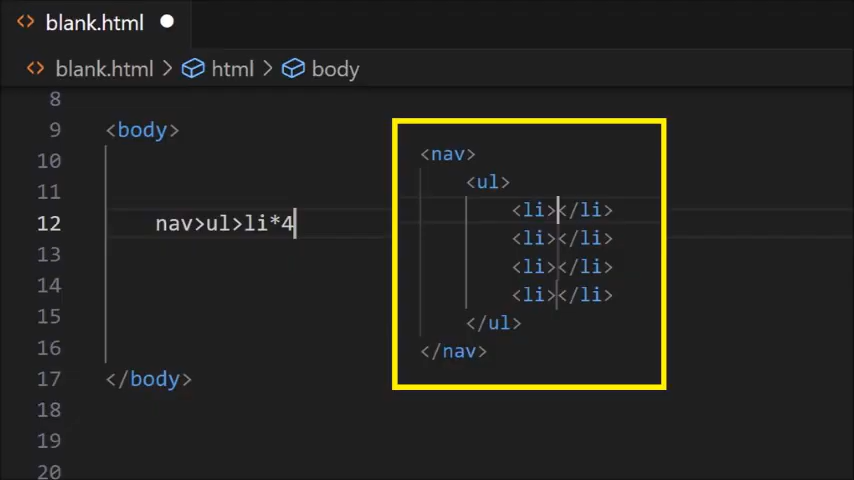 blank.html
blank.html > html > body
8
9 <body>
10
11
12 nav>ul>li*4
13
14
15
16
17 </body>
18
19
20
<nav>
<ul>
<li></li>
<li></li>
<li></li>
<li></li>
</ul>
</nav>